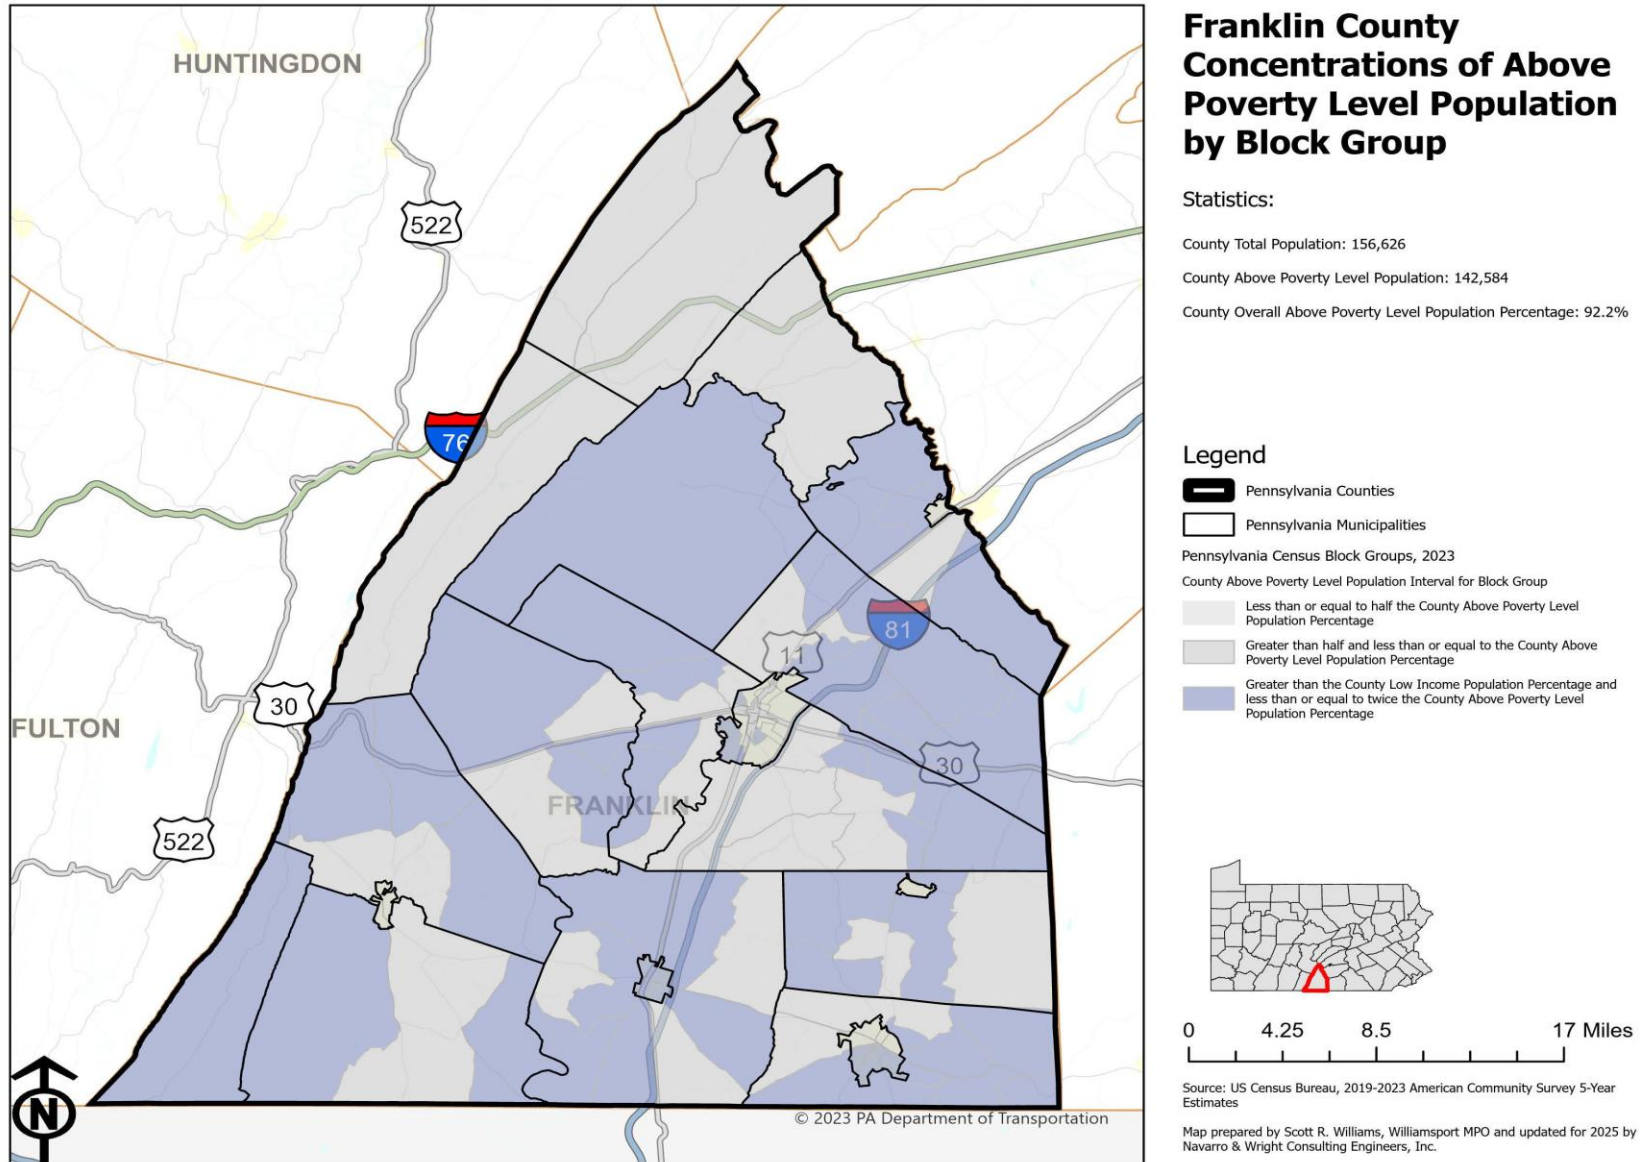 Franklin County
Concentrations of Above
Poverty Level Population
by Block Group
Statistics:
County Total Population: 156,626
County Above Poverty Level Population: 142,584
County Overall Above Poverty Level Population Percentage: 92.2%
Legend
Pennsylvania Counties
Pennsylvania Municipalities
Pennsylvania Census Block Groups, 2023
County Above Poverty Level Population Interval for Block Group
Less than or equal to half the County Above Poverty Level
Population Percentage
Greater than half and less than or equal to the County Above
Poverty Level Population Percentage
Greater than the County Low Income Population Percentage and
less than or equal to twice the County Above Poverty Level
Population Percentage
0 4.25 8.5 17 Miles
Source: US Census Bureau, 2019-2023 American Community Survey 5-Year
Estimates
Map prepared by Scott R. Williams, Williamsport MPO and updated for 2025 by
Navarro & Wright Consulting Engineers, Inc.
HUNTINGDON
522
76
81
11
30
FULTON
30
FRANKLIN
522
N
© 2023 PA Department of Transportation